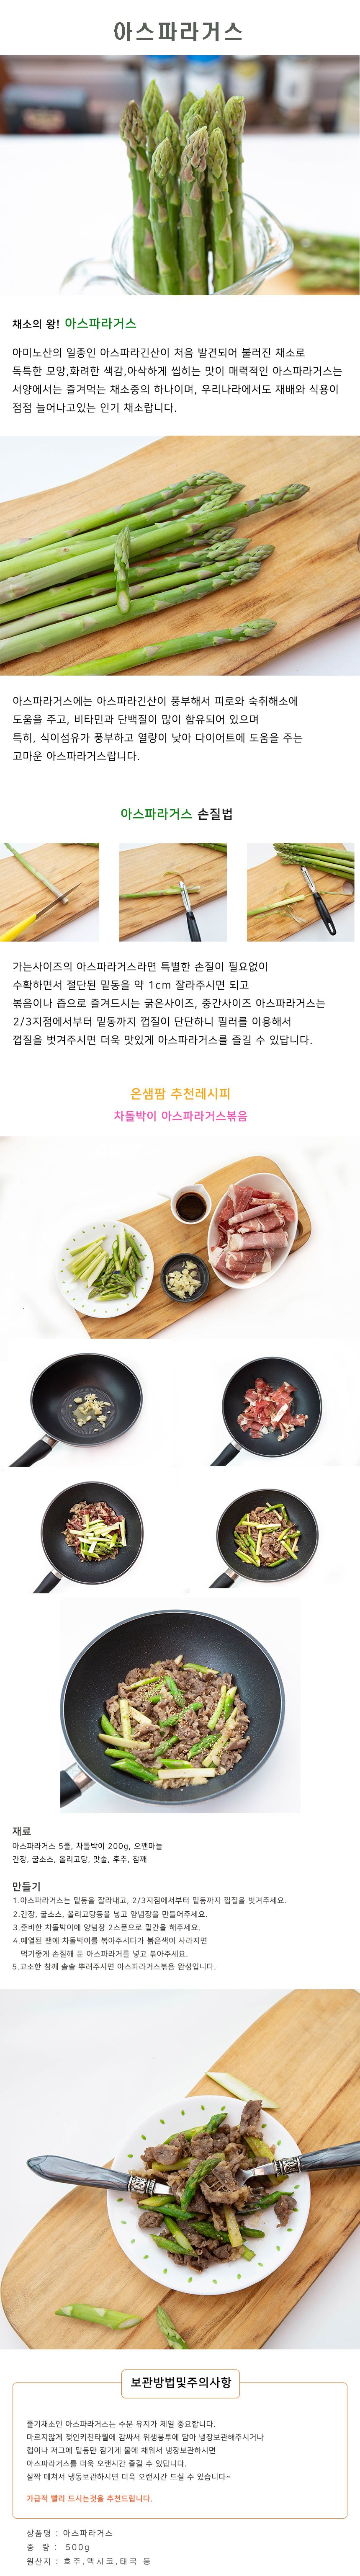 아스파라거스
채소의 왕! 아스파라거스
아미노산의 일종인 아스파라긴산이 처음 발견되어 불러진 채소로
독특한 모양,화려한 색감,아삭하게 씹히는 맛이 매력적인 아스파라거스는
서양에서는 즐겨먹는 채소중의 하나이며, 우리나라에서도 재배와 식용이
점점 늘어나고있는 인기 채소랍니다.
아스파라거스에는 아스파라긴산이 풍부해서 피로와 숙취해소에
도움을 주고, 비타민과 단백질이 많이 함유되어 있으며
특히, 식이섬유가 풍부하고 열량이 낮아 다이어트에 도움을 주는
고마운 아스파라거스랍니다.
아스파라거스 손질법
가는사이즈의 아스파라거스라면 특별한 손질이 필요없이
수확하면서 절단된 밑동을 약 1cm 잘라주시면 되고
볶음이나 즙으로 즐겨드시는 굵은사이즈, 중간사이즈 아스파라거스는
2/3지점에서부터 밑동까지 껍질이 단단하니 필러를 이용해서
껍질을 벗겨주시면 더욱 맛있게 아스파라거스를 즐길 수 있답니다.
온샘팜 추천레시피
차돌박이 아스파라거스볶음
재료
아스파라거스 5줄, 차돌박이 200g, 으깬마늘
간장, 굴소스, 올리고당, 맛술, 후추, 참깨
만들기
1.아스파라거스는 밑동을 잘라내고, 2/3지점에서부터 밑동까지 껍질을 벗겨주세요.
2.간장, 굴소스, 올리고당등을 넣고 양념장을 만들어주세요.
3.준비한 차돌박이에 양념장 2스푼으로 밑간을 해주세요.
4.예열된 팬에 차돌박이를 볶아주시다가 붉은색이 사라지면
먹기좋게 손질해 둔 아스파라거를 넣고 볶아주세요.
5.고소한 참깨 솔솔 뿌려주시면 아스파라거스볶음 완성입니다.
보관방법및주의사항
줄기채소인 아스파라거스는 수분 유지가 제일 중요합니다.
마르지않게 젖인키친타월에 감싸서 위생봉투에 담아 냉장보관해주시거나
컵이나 저그에 밑동만 잠기게 물에 채워서 냉장보관하시면
아스파라거스를 더욱 오랜시간 즐길 수 있답니다.
살짝 데쳐서 냉동보관하시면 더욱 오랜시간 드실 수 있습니다~
가급적 빨리 드시는것을 추천드립니다.
상품명 : 아스파라거스
중 량 : 500g
원산지 : 호주,멕시코,태국 등